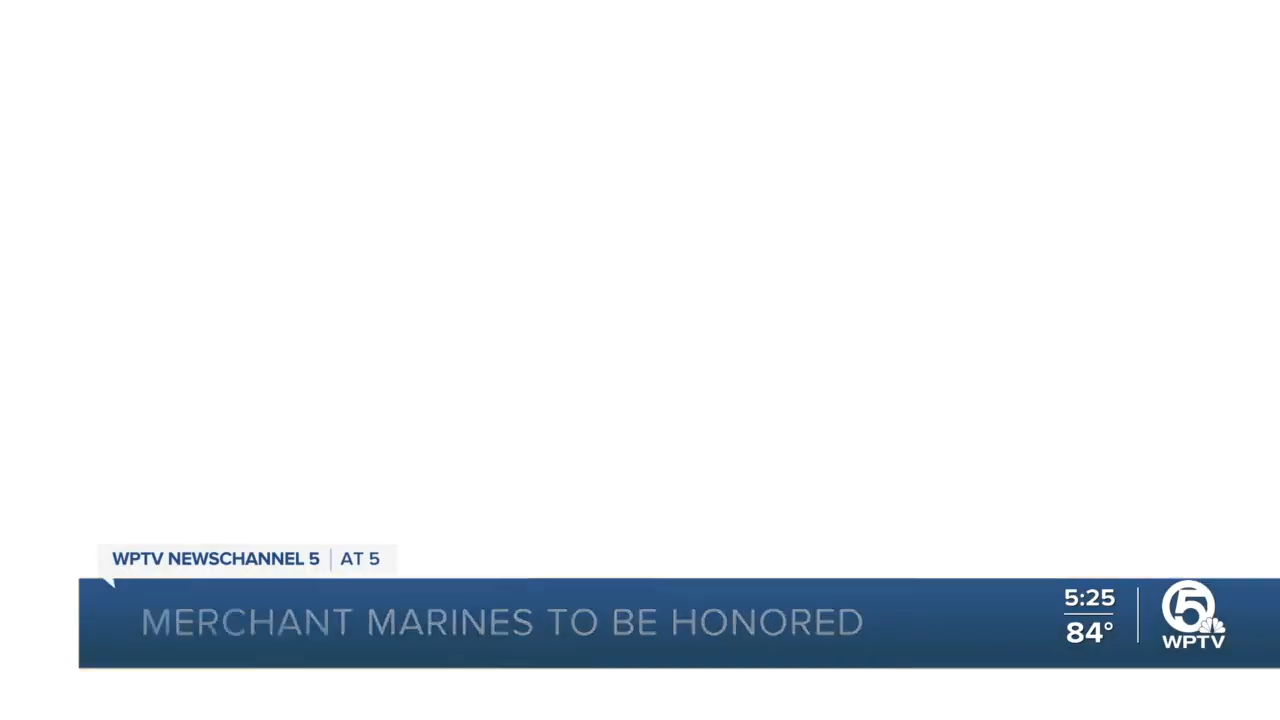 WPTV NEWSCHANNEL 5 | AT 5
MERCHANT MARINES TO BE HONORED
5:25
84°
5
WPTV